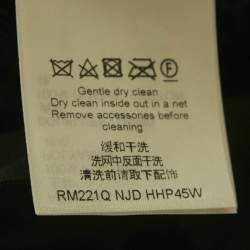 Gentle dry clean
Dry clean inside out in a net
Remove accessories before
cleaning
缓和干洗
洗网中反面干洗
清洗前请取下配饰
RM221Q NJD HHP45W